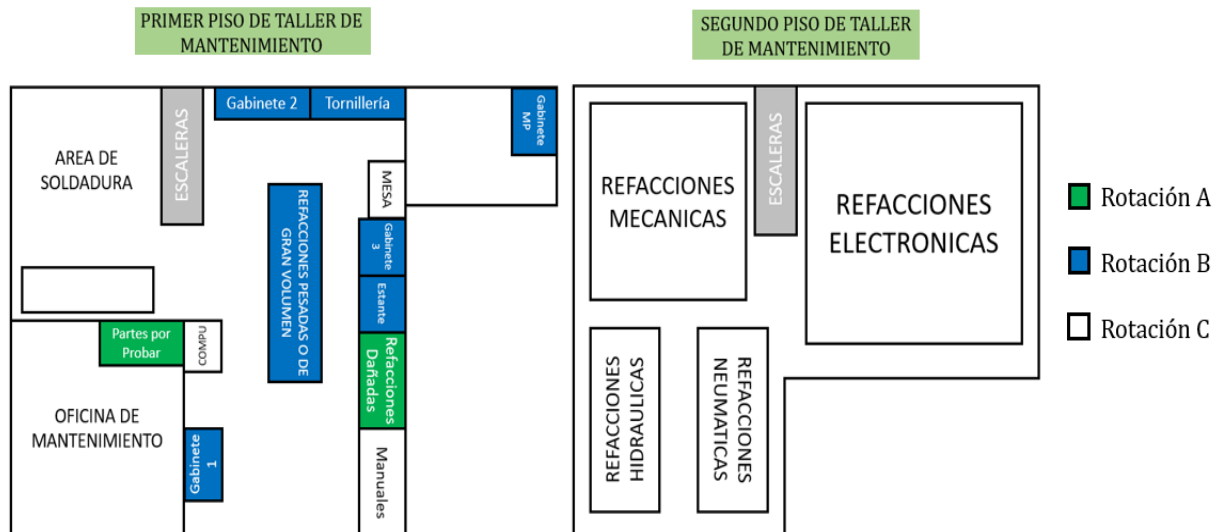 PRIMER PISO DE TALLER DE
MANTENIMIENTO
SEGUNDO PISO DE TALLER
DE MANTENIMIENTO
AREA DE
SOLDADURA
ESCALERAS
Gabinete 2
Tornillería
Gabinete
MP
MESA
REFACCIONES PESADAS O DE
GRAN VOLUMEN
Gabinete
3
Estante
Refacciones
Dañadas
Manuales
Partes por
Probar
COMPU
OFICINA DE
MANTENIMIENTO
Gabinete
1
REFACCIONES
MECANICAS
ESCALERAS
REFACCIONES
ELECTRONICAS
REFACCIONES
HIDRAULICAS
REFACCIONES
NEUMATICAS
Rotación A
Rotación B
Rotación C